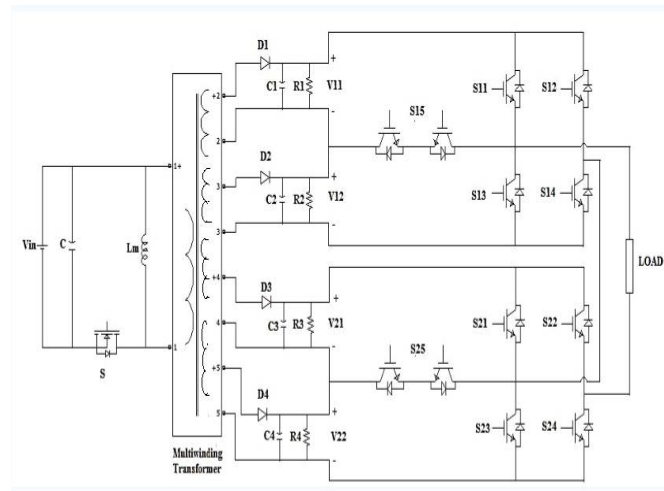 D1
+2
C1 R1 V11
+
-
S11 S12
S15
2
D2
1+
3
+
C2 R2 V12
-
S13 S14
3
Vin C Lm
LOAD
+4
D3
+
C3 R3 V21
-
S21 S22
4
1
S25
S
+5
D4
+
C4 R4 V22
-
S23 S24
5
Multiwinding
Transformer